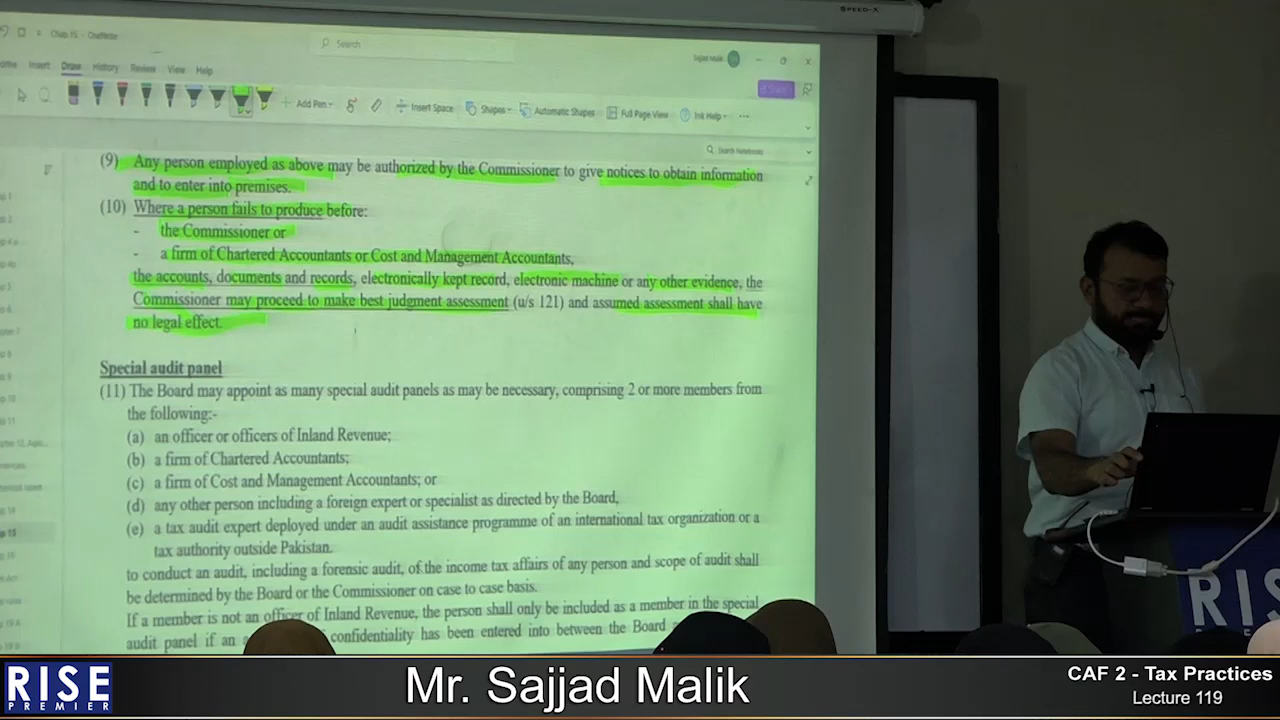 SPEED-X
Chap 15 - OneNote
Search
Sajjad Malik
Insert Draw History Review View Help
Add Pen Insert Space Shapes Automatic Shapes Full Page View Ink Help ...
Search Notebooks
(9) Any person employed as above may be authorized by the Commissioner to give notices to obtain information
and to enter into premises.
(10) Where a person fails to produce before:
- the Commissioner or
- a firm of Chartered Accountants or Cost and Management Accountants,
the accounts, documents and records, electronically kept record, electronic machine or any other evidence, the
Commissioner may proceed to make best judgment assessment (u/s 121) and assumed assessment shall have
no legal effect.
Special audit panel
(11) The Board may appoint as many special audit panels as may be necessary, comprising 2 or more members from
the following:-
(a) an officer or officers of Inland Revenue;
(b) a firm of Chartered Accountants;
(c) a firm of Cost and Management Accountants; or
(d) any other person including a foreign expert or specialist as directed by the Board,
(e) a tax audit expert deployed under an audit assistance programme of an international tax organization or a
tax authority outside Pakistan.
to conduct an audit, including a forensic audit, of the income tax affairs of any person and scope of audit shall
be determined by the Board or the Commissioner on case to case basis.
If a member is not an officer of Inland Revenue, the person shall only be included as a member in the special
audit panel if an confidentiality has been entered into between the Board
RIS
RISE
PREMIER
Mr. Sajjad Malik
CAF 2 - Tax Practices
Lecture 119